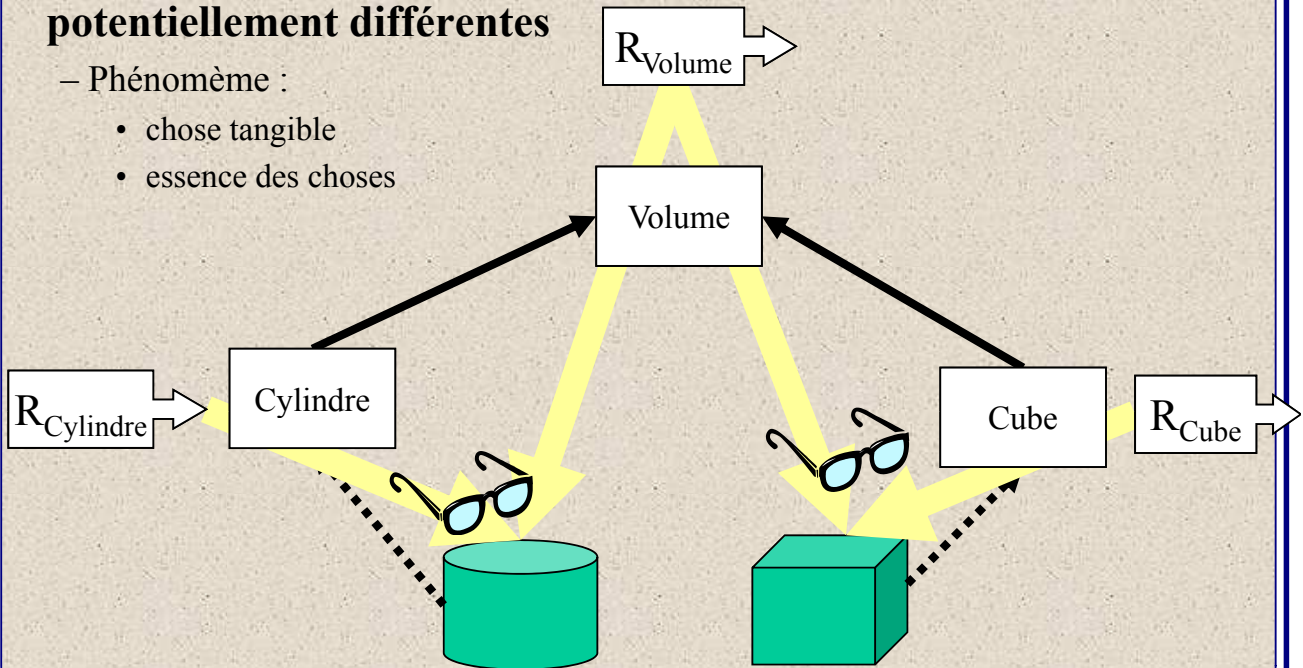 potentiellement différentes
– Phénomème :
• chose tangible
• essence des choses
RVolume
Volume
Cylindre
RCylindre
Cube
RCube